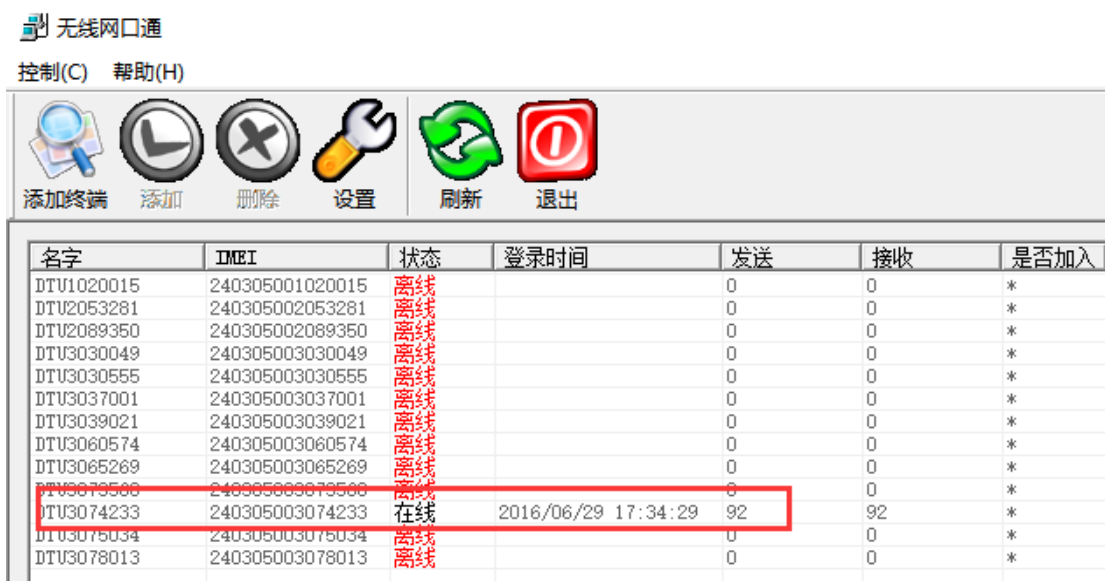 无线网口通
控制(C) 帮助(H)
添加终端 添加 删除 设置 刷新 退出
名字 IMEI 状态 登录时间 发送 接收 是否加入
DTU1020015 240305001020015 离线 0 0 *
DTU2053281 240305002053281 离线 0 0 *
DTU2089350 240305002089350 离线 0 0 *
DTU3030049 240305003030049 离线 0 0 *
DTU3030555 240305003030555 离线 0 0 *
DTU3037001 240305003037001 离线 0 0 *
DTU3039021 240305003039021 离线 0 0 *
DTU3060574 240305003060574 离线 0 0 *
DTU3065269 240305003065269 离线 0 0 *
离线 0 0 *
DTU3074233 240305003074233 在线 2016/06/29 17:34:29 92 92 *
DTU3075034 240305003075034 离线 0 0 *
DTU3078013 240305003078013 离线 0 0 *